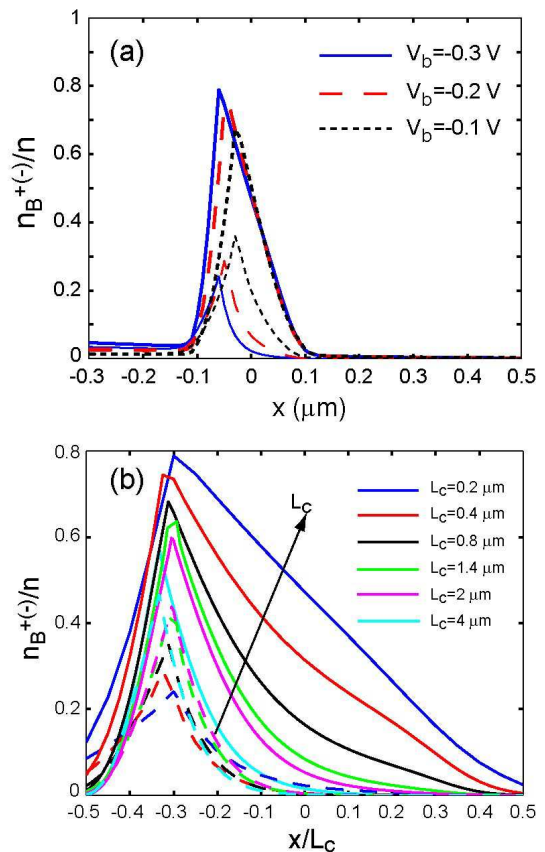 (a)
V_b=-0.3 V
V_b=-0.2 V
V_b=-0.1 V
n_B^+(-)/n
1
0.8
0.6
0.4
0.2
0
-0.3 -0.2 -0.1 0 0.1 0.2 0.3 0.4 0.5
x (μm)
(b)
L_c
L_c=0.2 μm
L_c=0.4 μm
L_c=0.8 μm
L_c=1.4 μm
L_c=2 μm
L_c=4 μm
n_B^+(-)/n
0.8
0.6
0.4
0.2
0
-0.5 -0.4 -0.3 -0.2 -0.1 0 0.1 0.2 0.3 0.4 0.5
x/L_c